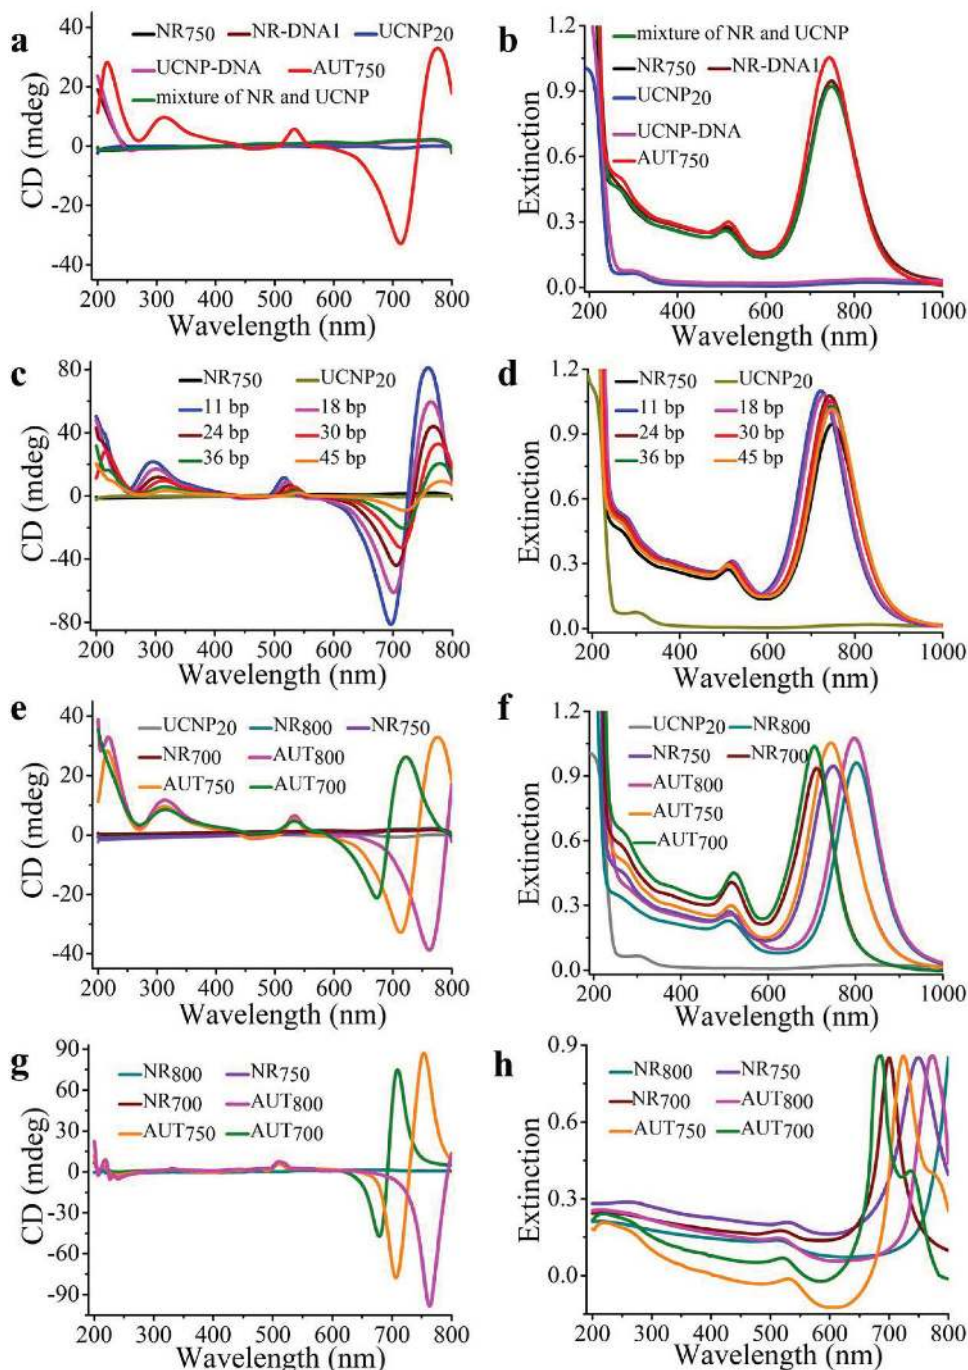 a
NR750 NR-DNA1 UCNP20
UCNP-DNA AUT750
mixture of NR and UCNP
CD (mdeg)
40
20
0
-20
-40
200 300 400 500 600 700 800
Wavelength (nm)
b
mixture of NR and UCNP
NR750 NR-DNA1
UCNP20
UCNP-DNA
AUT750
Extinction
1.2
0.9
0.6
0.3
0.0
200 400 600 800 1000
Wavelength (nm)
c
NR750 UCNP20
11 bp 18 bp
24 bp 30 bp
36 bp 45 bp
CD (mdeg)
80
40
0
-40
-80
200 300 400 500 600 700 800
Wavelength (nm)
d
NR750 UCNP20
11 bp 18 bp
24 bp 30 bp
36 bp 45 bp
Extinction
1.2
0.9
0.6
0.3
0.0
200 400 600 800 1000
Wavelength (nm)
e
UCNP20 NR800 NR750
NR700 AUT800
AUT750 AUT700
CD (mdeg)
40
20
0
-20
-40
200 300 400 500 600 700 800
Wavelength (nm)
f
UCNP20 NR800
NR750 NR700
AUT800
AUT750
AUT700
Extinction
1.2
0.9
0.6
0.3
0.0
200 400 600 800 1000
Wavelength (nm)
g
NR800 NR750
NR700 AUT800
AUT750 AUT700
CD (mdeg)
90
60
30
0
-30
-60
-90
200 300 400 500 600 700 800
Wavelength (nm)
h
NR800 NR750
NR700 AUT800
AUT750 AUT700
Extinction
0.9
0.6
0.3
0.0
200 300 400 500 600 700 800
Wavelength (nm)